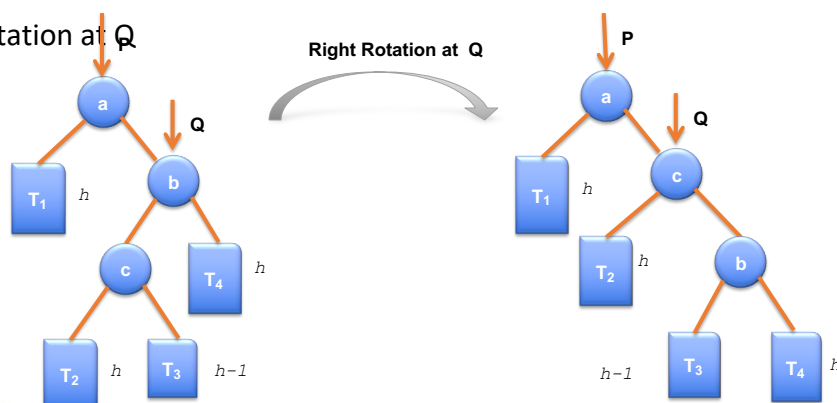 tation at Q
P
Right Rotation at Q
P
a
Q
b
T1
h
c
T4
h
T2
h
T3
h-1
a
Q
T1
h
c
T2
h
b
h-1
T3
T4
h